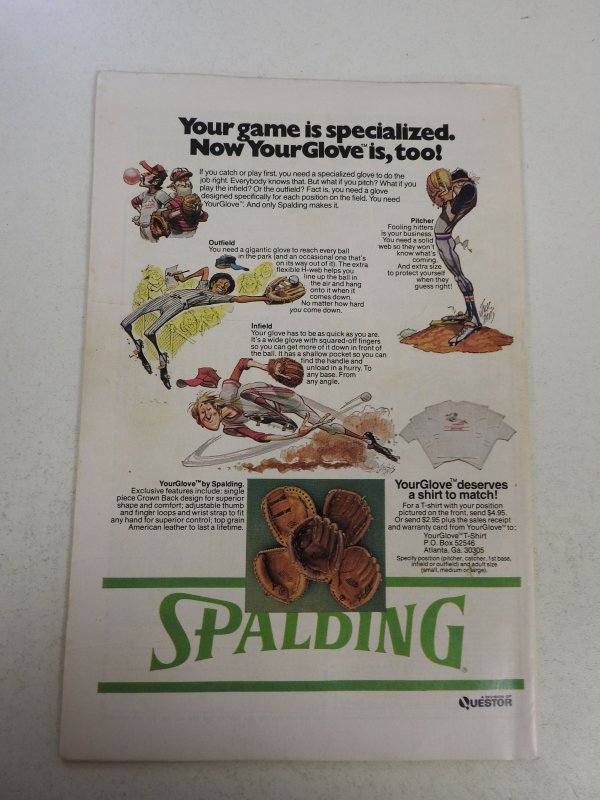 Your game is specialized.
Now YourGlove™ is, too!
If you catch or play first, you need a specialized glove to do the
job right. Everybody knows that. But what if you pitch? What if you
play the infield? Or the outfield? Fact is, you need a glove
designed specifically for each position on the field. You need
YourGlove™. And only Spalding makes it.
Pitcher
Fooling hitters
is your business.
You need a solid
web so they won't
know what's
coming.
And extra size
to protect yourself
when they
guess right!
Outfield
You need a gigantic glove to reach every ball
in the park (and an occasional one that's
on its way out of it). The extra
flexible H-web helps you
line up the ball in
the air and hang
onto it when it
comes down.
No matter how hard
you come down.
Infield
Your glove has to be as quick as you are.
It's a wide glove with squared-off fingers
so you can get more of it down in front of
the ball. It has a shallow pocket so you can
find the handle and
unload in a hurry. To
any base. From
any angle.
YourGlove™ by Spalding.
Exclusive features include: single
piece Crown Back design for superior
shape and comfort; adjustable thumb
and finger loops and wrist strap to fit
any hand for superior control; top grain
American leather to last a lifetime.
YourGlove™ deserves
a shirt to match!
For a T-shirt with your position
pictured on the front, send $4.95.
Or send $2.95 plus the sales receipt
and warranty card from YourGlove™ to:
YourGlove™ T-Shirt
P.O. Box 52546
Atlanta, Ga. 30305
Specify position (pitcher, catcher, 1st base,
infield or outfield) and adult size
(small, medium or large).
SPALDING®
A DIVISION OF
QUESTOR